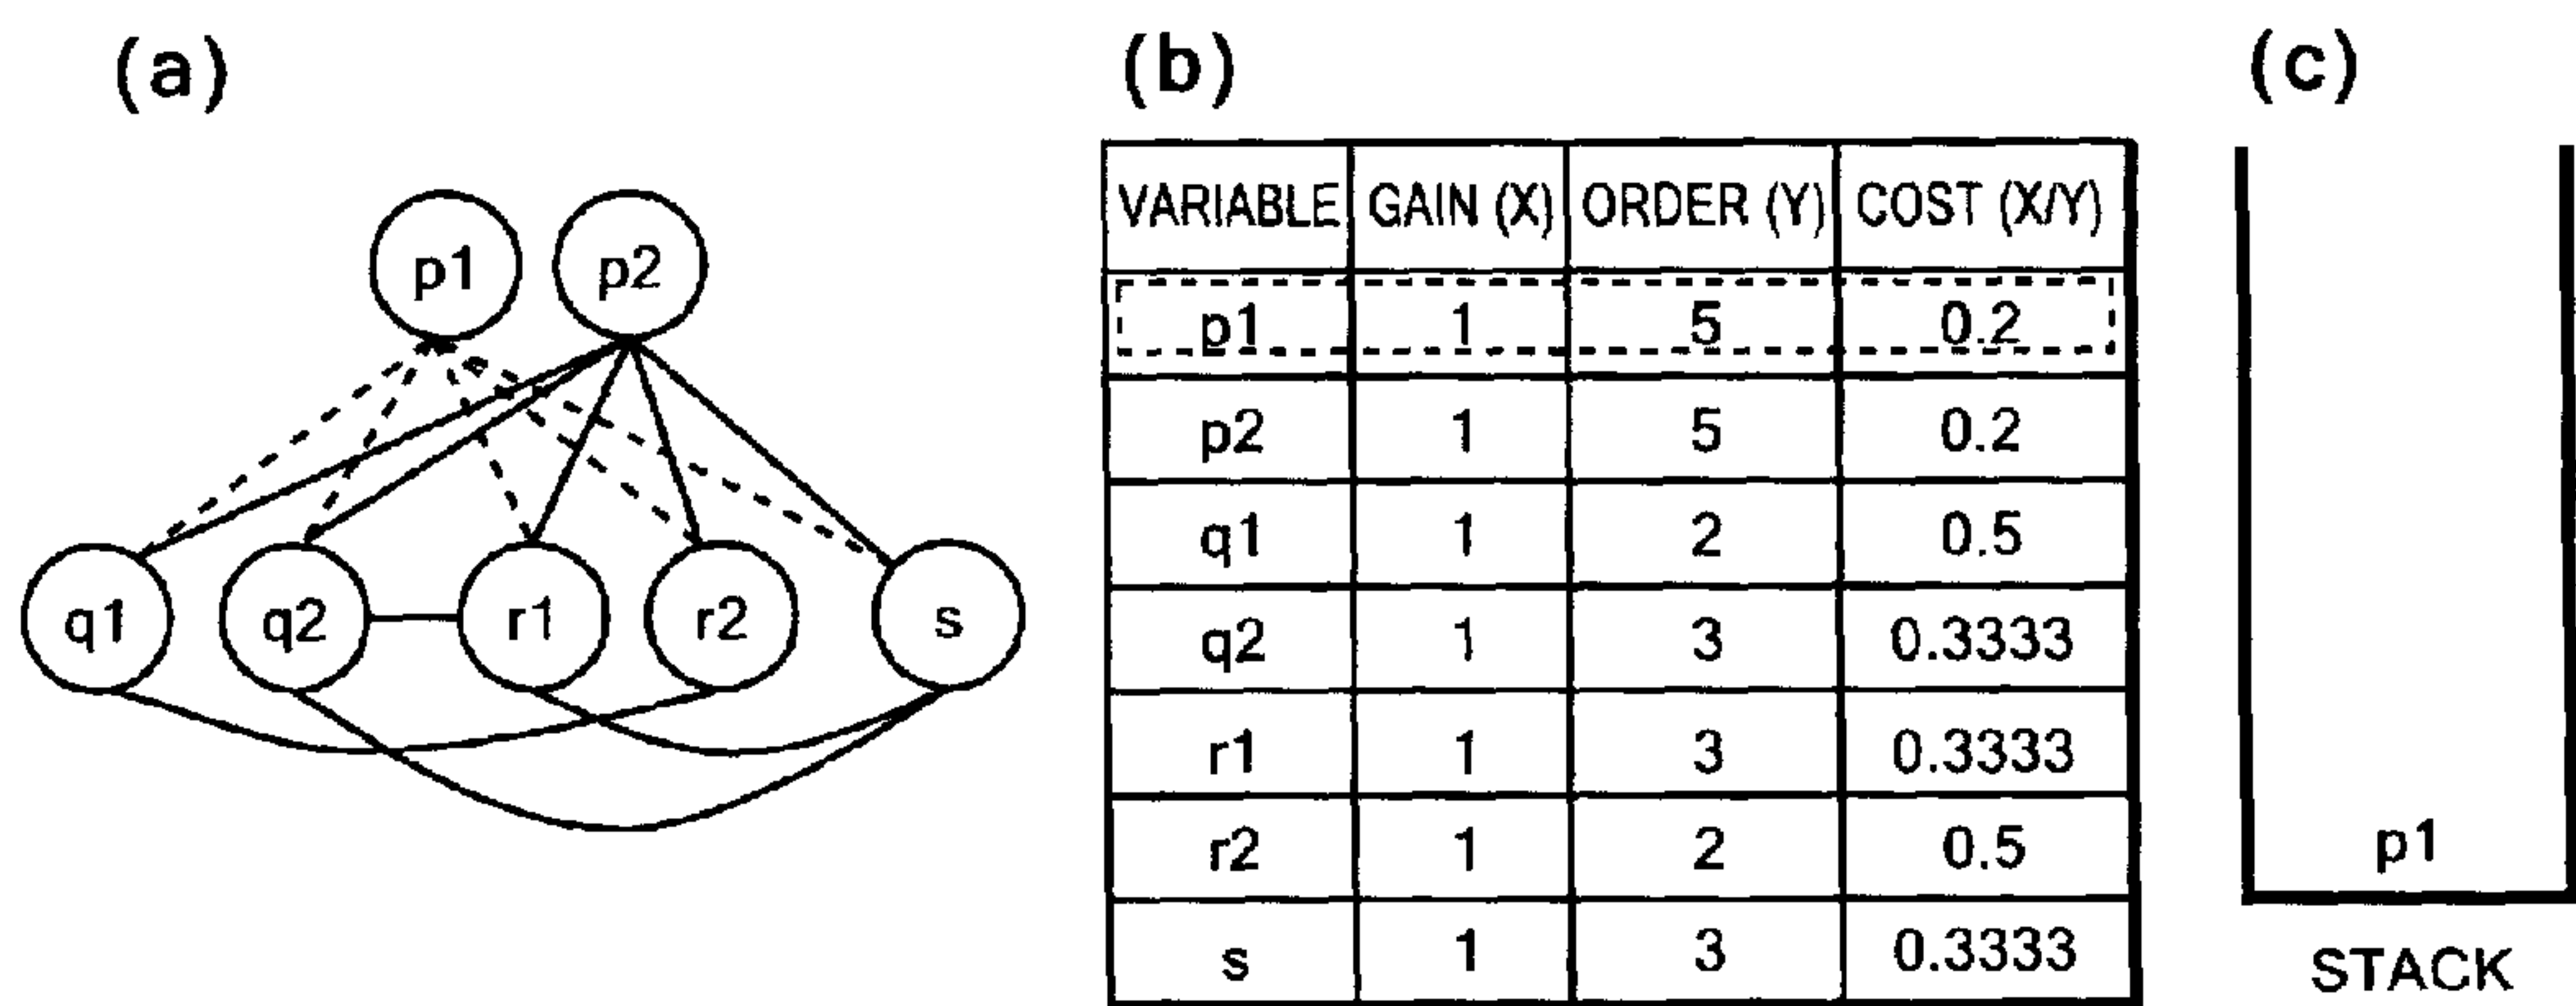 (a)
p1 p2
q1 q2 r1 r2 s
(b)
VARIABLE GAIN (X) ORDER (Y) COST (X/Y)
p1 1 5 0.2
p2 1 5 0.2
q1 1 2 0.5
q2 1 3 0.3333
r1 1 3 0.3333
r2 1 2 0.5
s 1 3 0.3333
(c)
p1
STACK